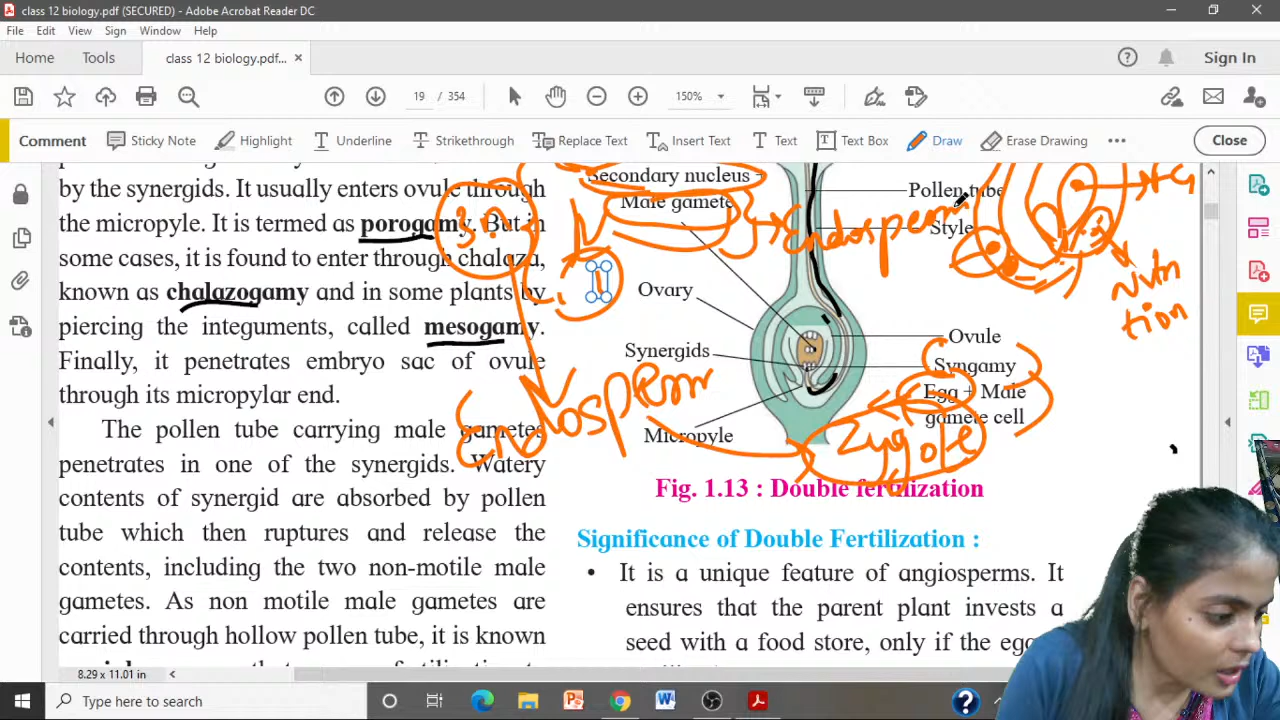 class 12 biology.pdf (SECURED) - Adobe Acrobat Reader DC
File Edit View Sign Window Help
Home Tools class 12 biology.pdf... × Sign In
19 / 354 150%
Comment Sticky Note Highlight Underline Strikethrough Replace Text Insert Text Text Text Box Draw Erase Drawing Close
by the synergids. It usually enters ovule through
the micropyle. It is termed as porogamy. But in
some cases, it is found to enter through chalaza,
known as chalazogamy and in some plants by
piercing the integuments, called mesogamy.
Finally, it penetrates embryo sac of ovule
through its micropylar end.
The pollen tube carrying male gametes
penetrates in one of the synergids. Watery
contents of synergid are absorbed by pollen
tube which then ruptures and release the
contents, including the two non-motile male
gametes. As non motile male gametes are
carried through hollow pollen tube, it is known
Secondary nucleus +
Male gamete
Endosperm
Pollen tube
Style
Nutrition
Ovary
Ovule
Synergids
Syngamy
Egg + Male
gamete cell
Endosperm
Zygote
Micropyle
Fig. 1.13 : Double fertilization
Significance of Double Fertilization :
• It is a unique feature of angiosperms. It
ensures that the parent plant invests a
seed with a food store, only if the egg
8.29 x 11.01 in
Type here to search